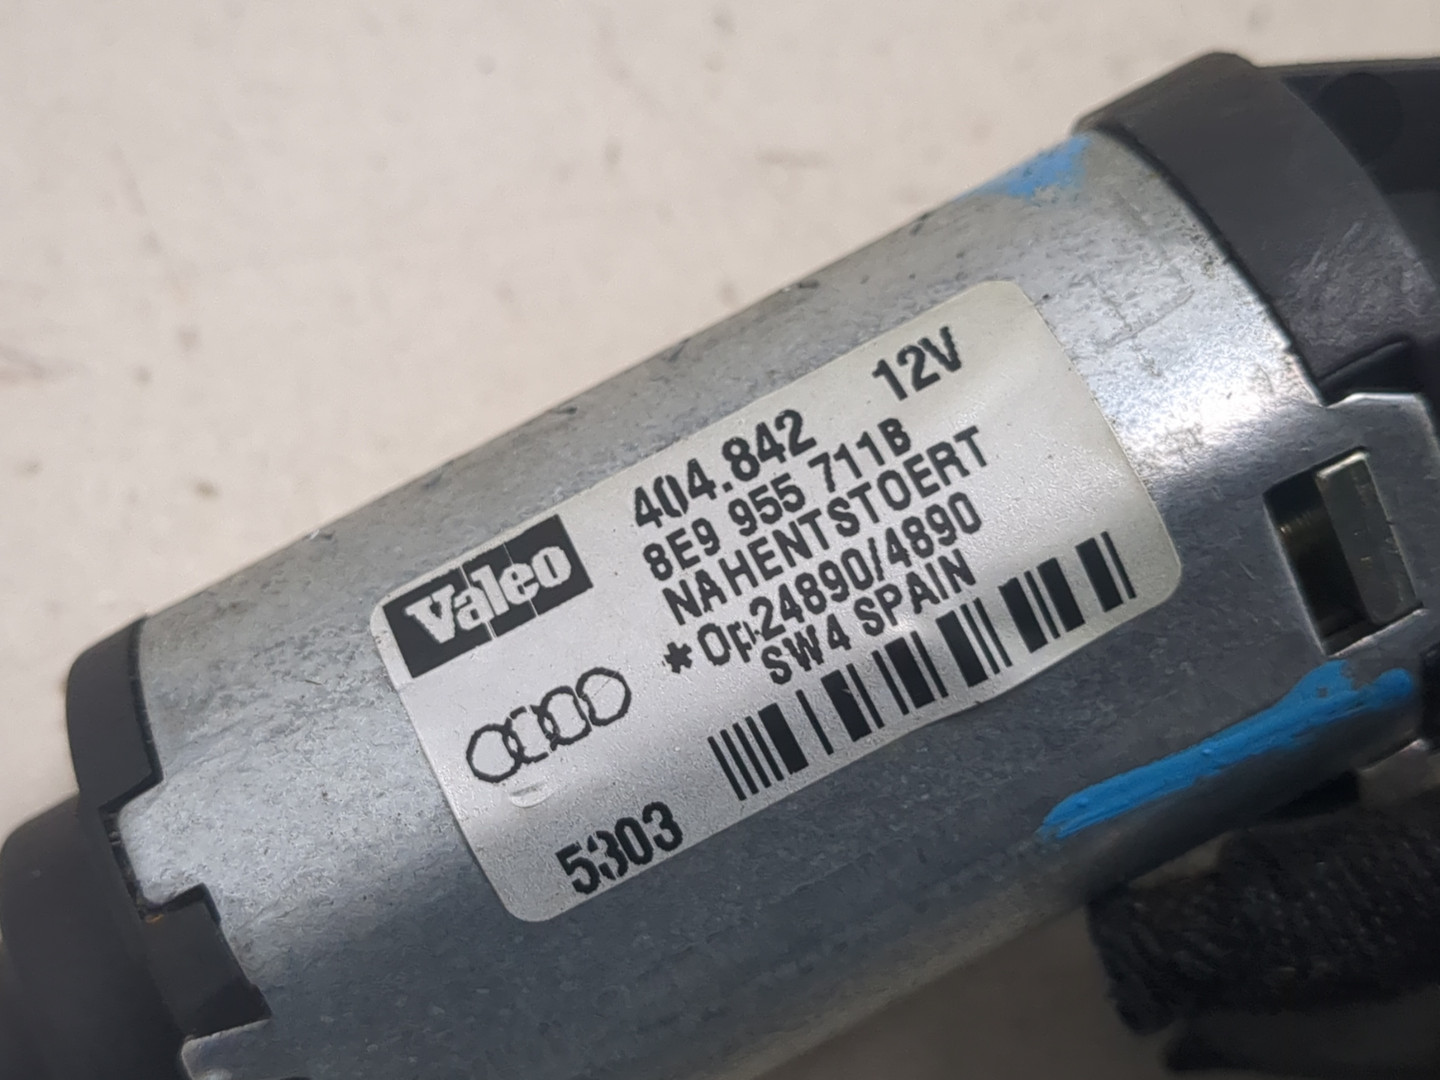 Valeo
404.842 12V
8E9 955 711B
NAHENTSTOERT
*Op.24890/4890
SW4 SPAIN
5303